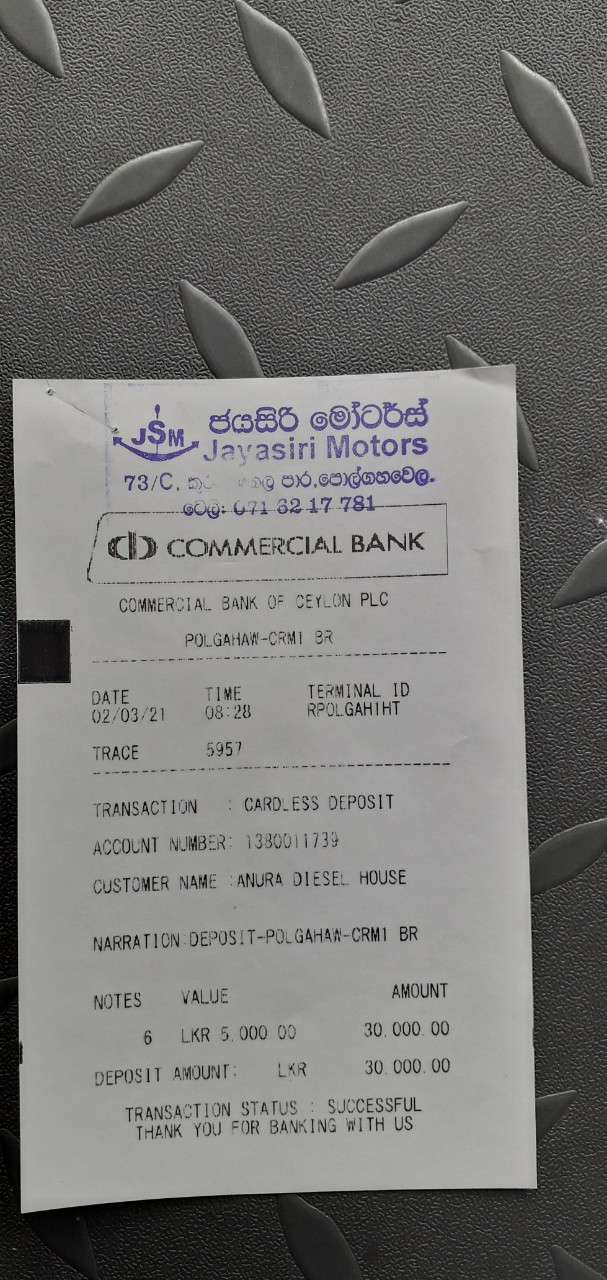 JSM ජයසිරි මෝටර්ස්
Jayasiri Motors
73/C, පාර, පොල්ගහවෙල.
ටෙලි: 071 62 17 781
COMMERCIAL BANK
COMMERCIAL BANK OF CEYLON PLC
POLGAHAW-CRM1 BR
DATE TIME TERMINAL ID
02/03/21 08:28 RPOLGAHIHT
TRACE 5957
TRANSACTION : CARDLESS DEPOSIT
ACCOUNT NUMBER: 1380011739
CUSTOMER NAME :ANURA DIESEL HOUSE
NARRATION:DEPOSIT-POLGAHAW-CRM1 BR
NOTES VALUE AMOUNT
6 LKR 5,000.00 30,000.00
DEPOSIT AMOUNT: LKR 30,000.00
TRANSACTION STATUS : SUCCESSFUL
THANK YOU FOR BANKING WITH US